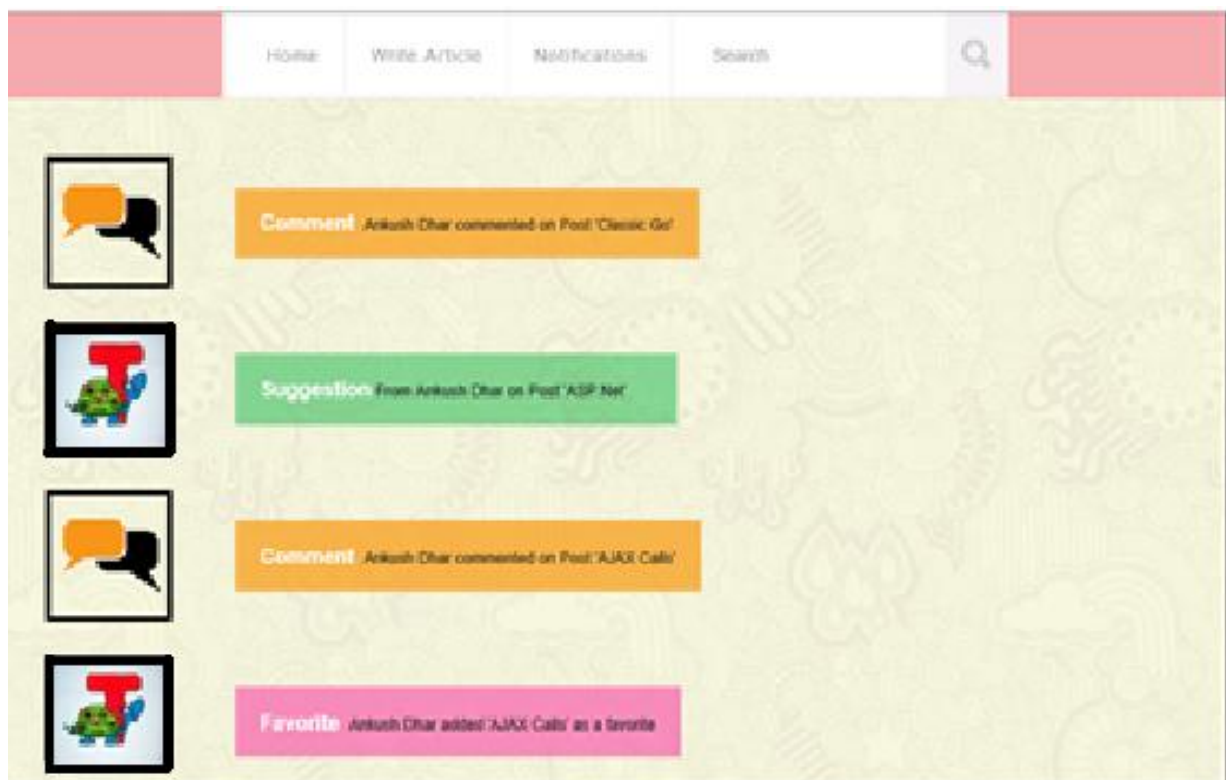 Home Write Article Notifications Search
Comment Ankush Dhar commented on Post 'Classic Go'
Suggestion From Ankush Dhar on Post 'ASP.Net'
Comment Ankush Dhar commented on Post 'AJAX Calls'
Favorite Ankush Dhar added 'AJAX Calls' as a favorite